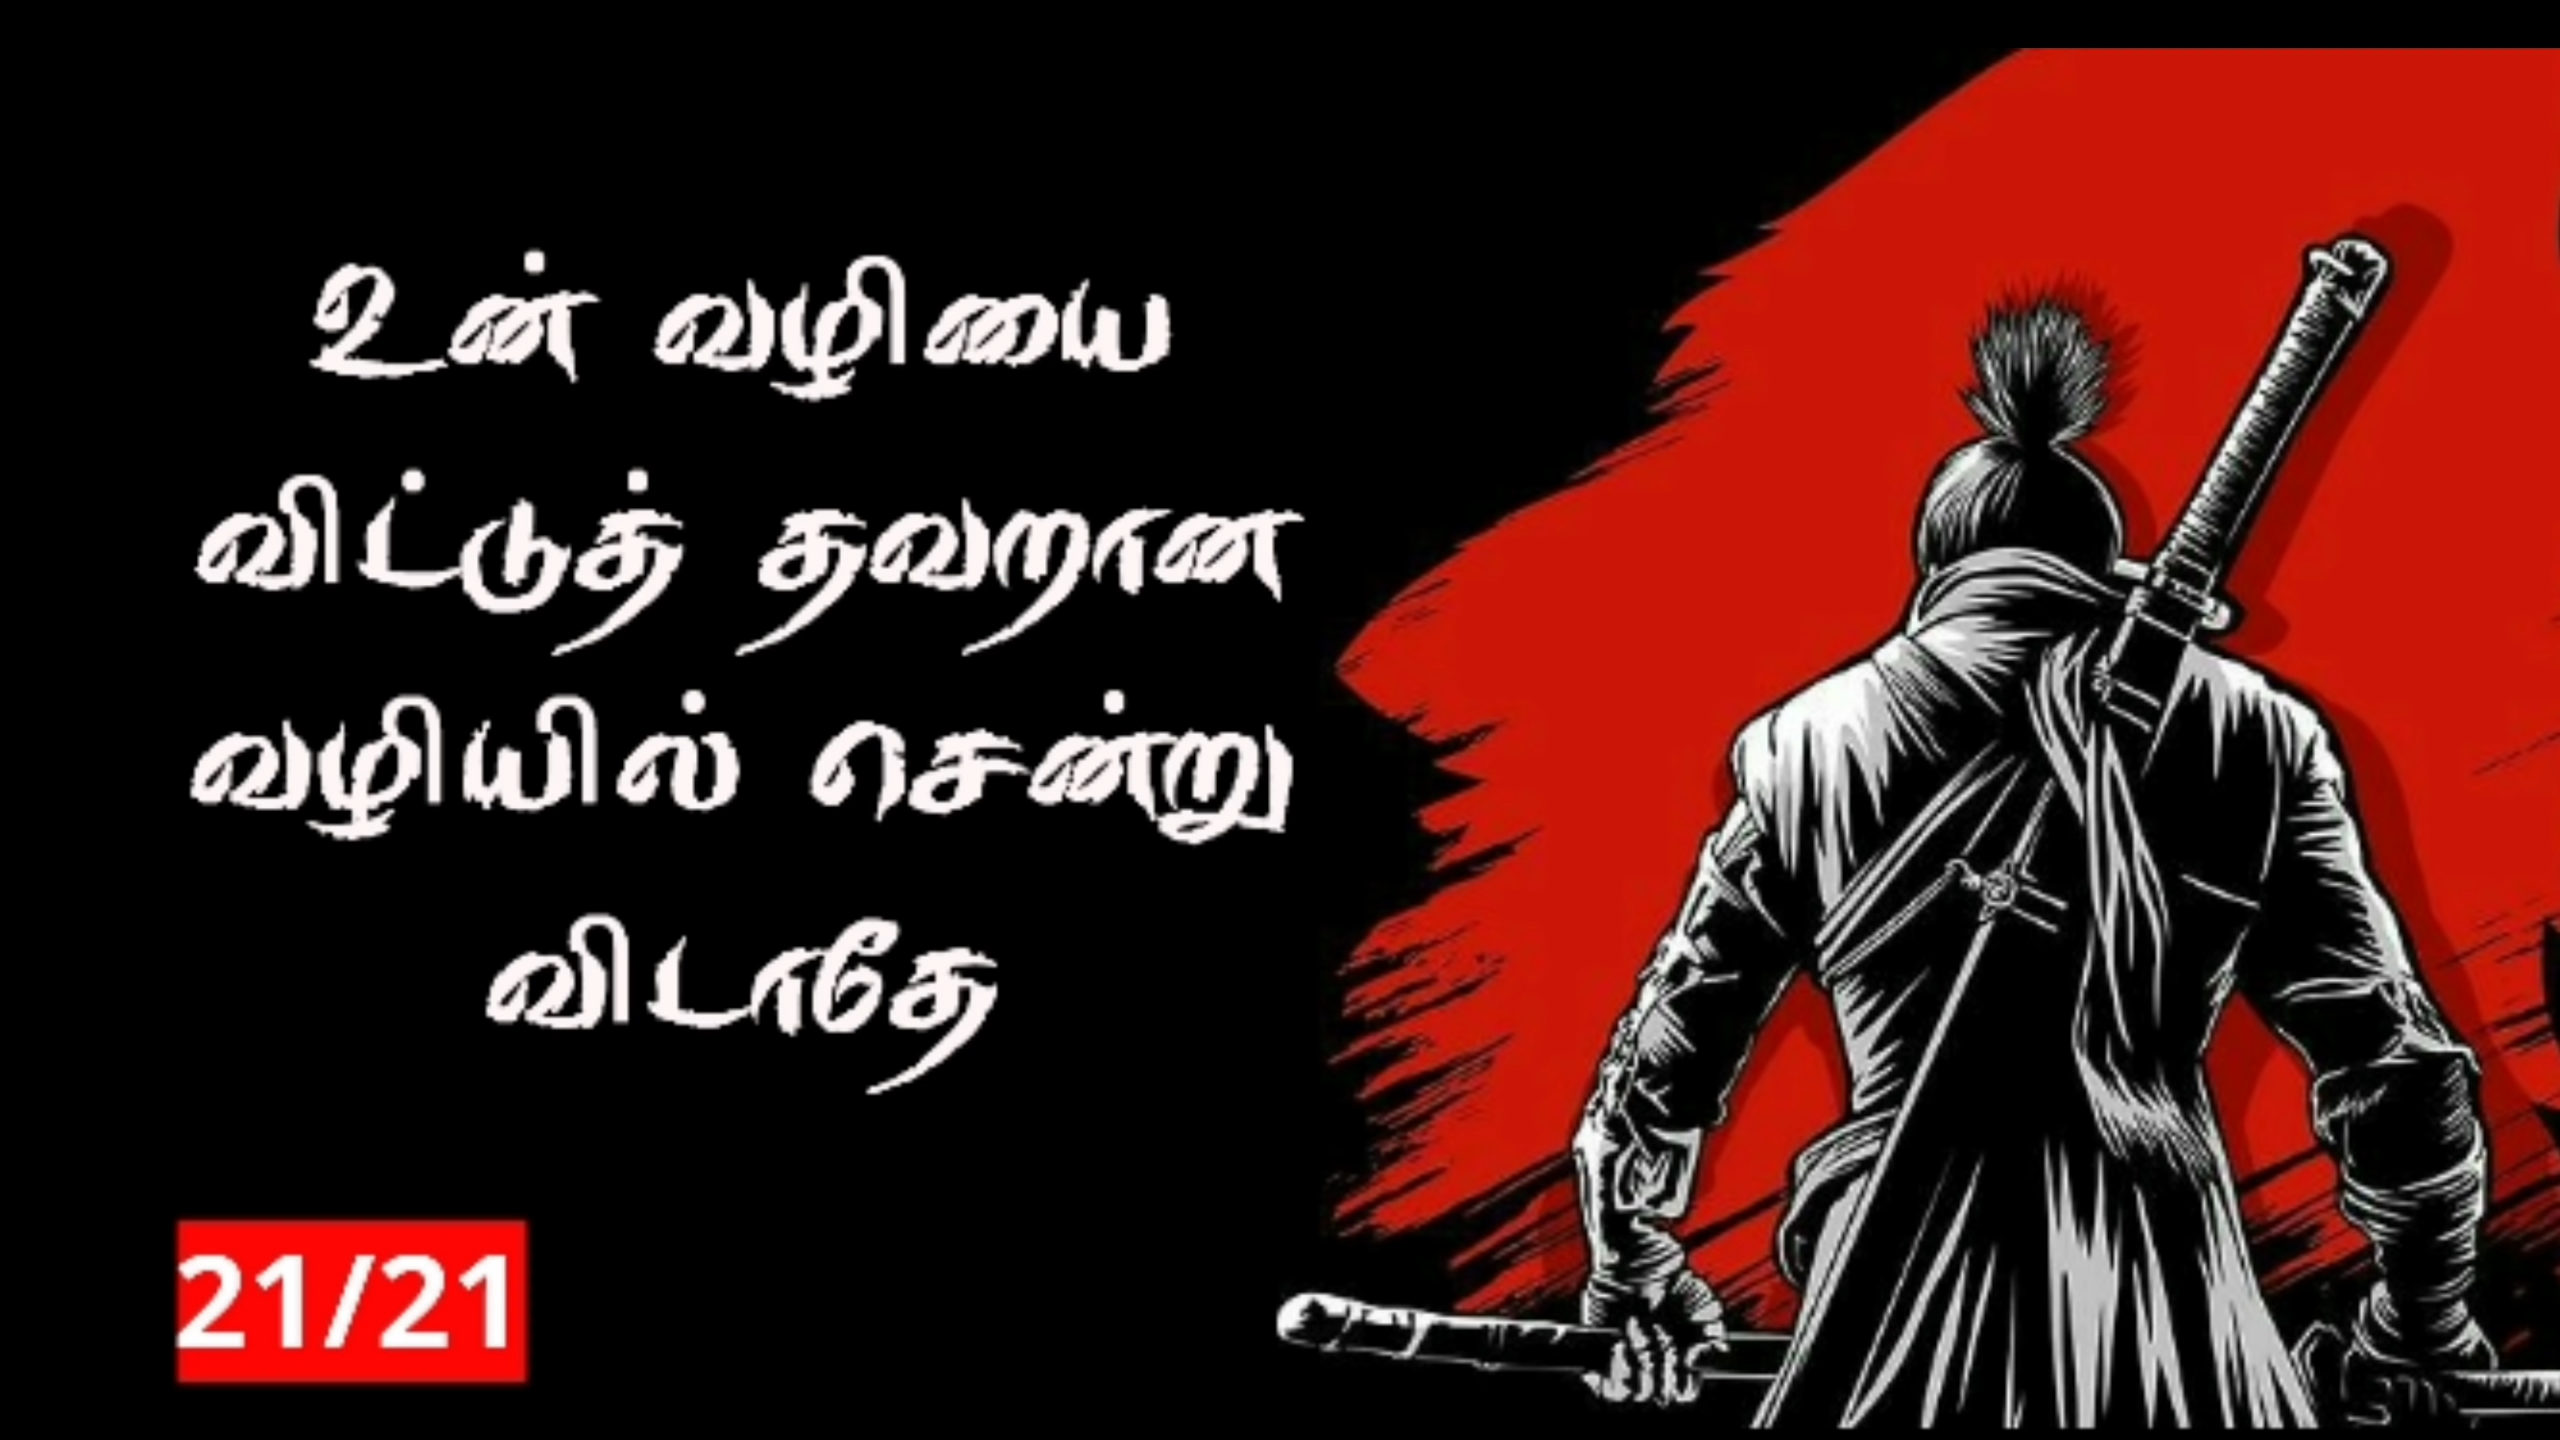 உன் வழியை
விட்டுத் தவறான
வழியில் சென்று
விடாதே
21/21